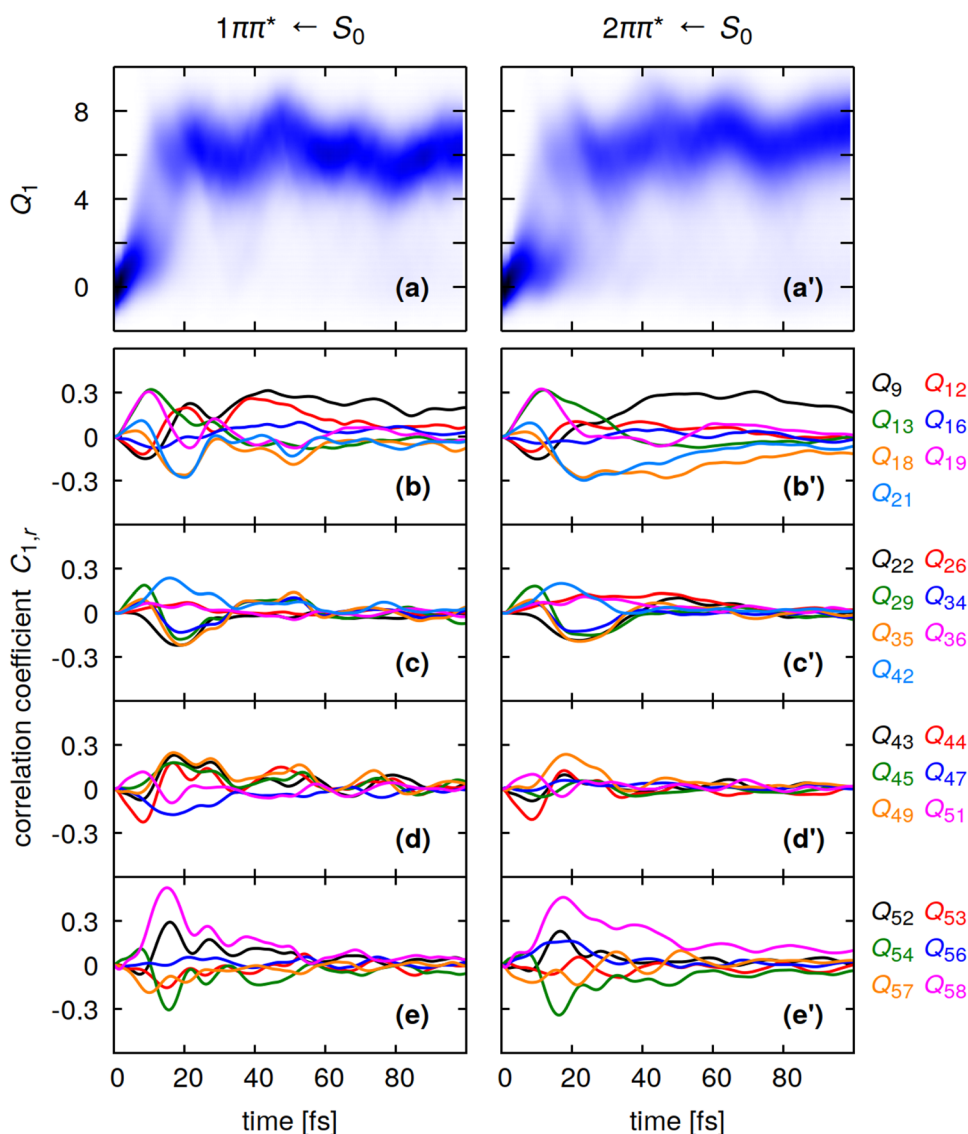 1ππ* ← S0 2ππ* ← S0
Q1
8
4
0
(a) (a')
correlation coefficient C1,r
0.3
0
-0.3
(b) (b')
Q9 Q12
Q13 Q16
Q18 Q19
Q21
0.3
0
-0.3
(c) (c')
Q22 Q26
Q29 Q34
Q35 Q36
Q42
0.3
0
-0.3
(d) (d')
Q43 Q44
Q45 Q47
Q49 Q51
0.3
0
-0.3
(e) (e')
Q52 Q53
Q54 Q56
Q57 Q58
0 20 40 60 80 0 20 40 60 80
time [fs] time [fs]